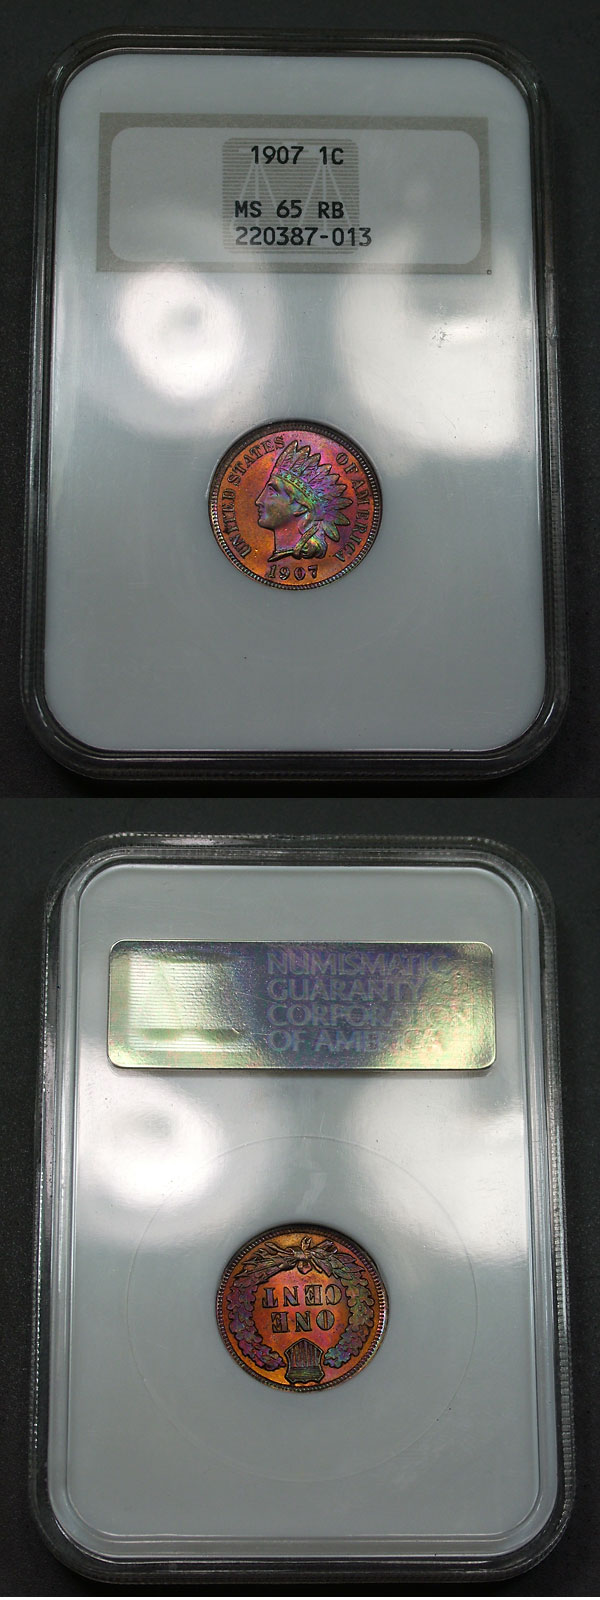 1907 1C
MS 65 RB
220387-013
UNITED STATES OF AMERICA
1907
NUMISMATIC
GUARANTY
CORPORATION
OF AMERICA
ONE
CENT